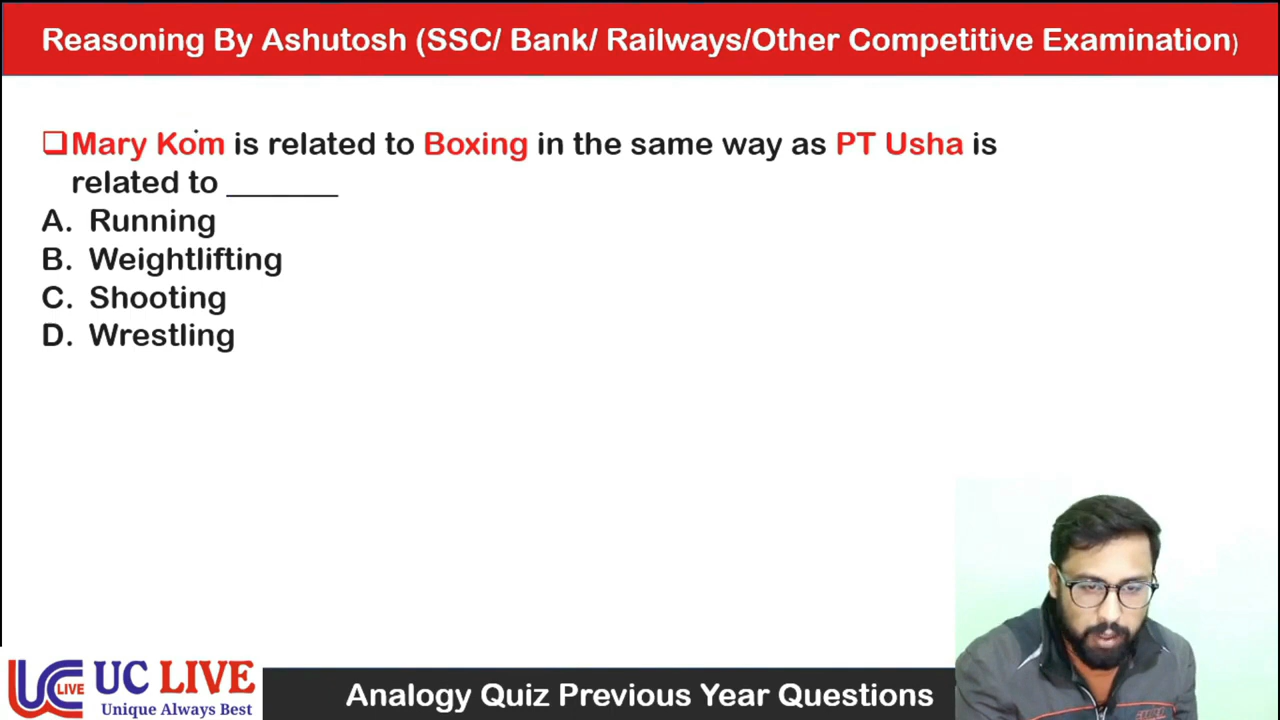 Reasoning By Ashutosh (SSC/ Bank/ Railways/Other Competitive Examination)
Mary Kom is related to Boxing in the same way as PT Usha is
related to _______
A. Running
B. Weightlifting
C. Shooting
D. Wrestling
UC LIVE
LIVE
Unique Always Best
Analogy Quiz Previous Year Questions